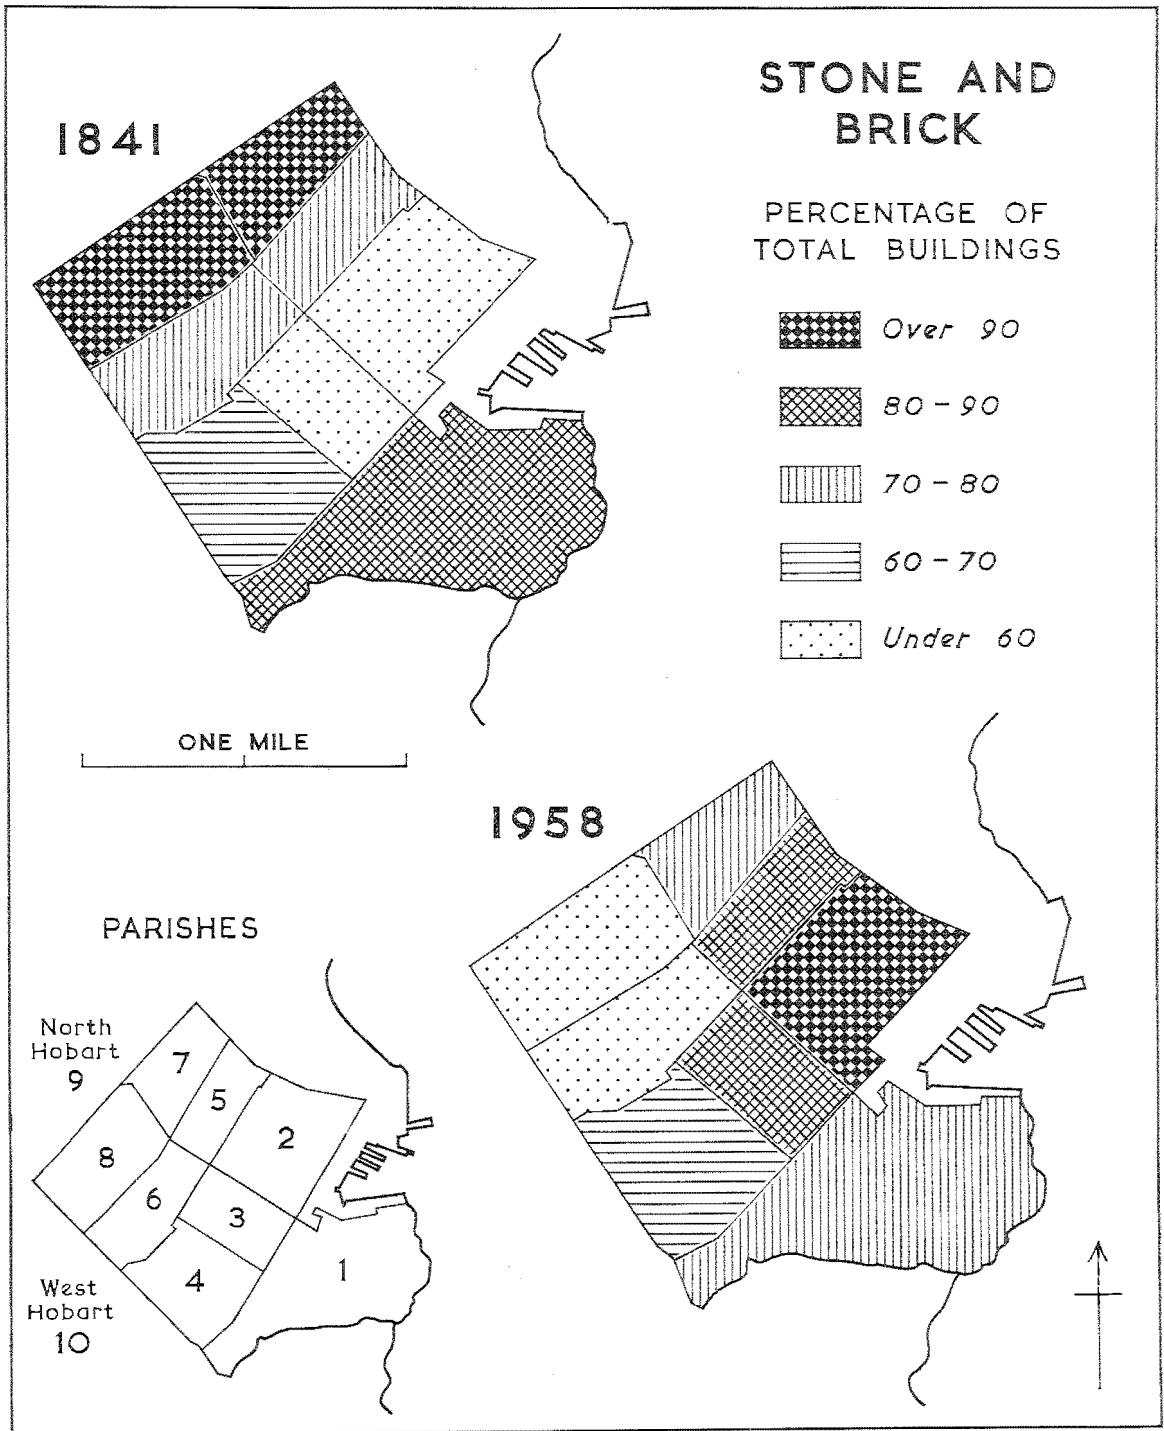 STONE AND
BRICK
1841
PERCENTAGE OF
TOTAL BUILDINGS
Over 90
80 - 90
70 - 80
60 - 70
Under 60
ONE MILE
1958
PARISHES
North
Hobart
9
7
5
2
8
6
3
4
1
West
Hobart
10